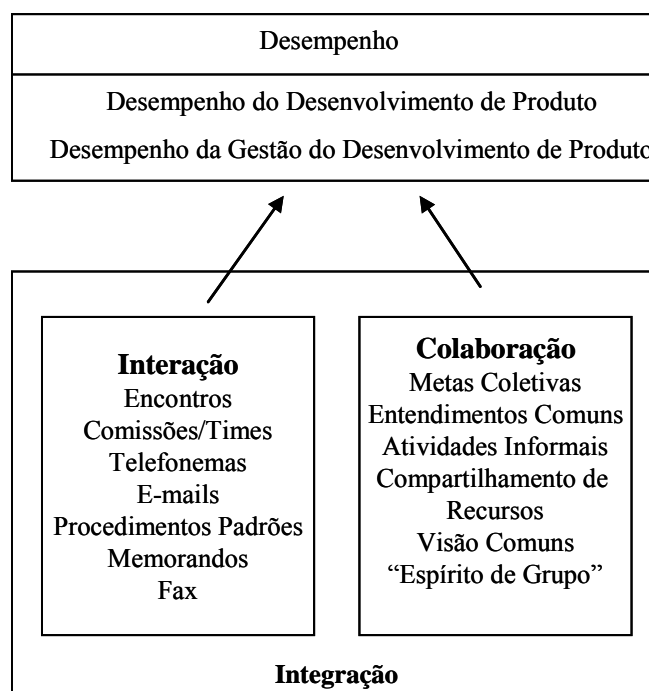 Desempenho
Desempenho do Desenvolvimento de Produto
Desempenho da Gestão do Desenvolvimento de Produto
Interação
Encontros
Comissões/Times
Telefonemas
E-mails
Procedimentos Padrões
Memorandos
Fax
Colaboração
Metas Coletivas
Entendimentos Comuns
Atividades Informais
Compartilhamento de
Recursos
Visão Comuns
“Espírito de Grupo”
Integração